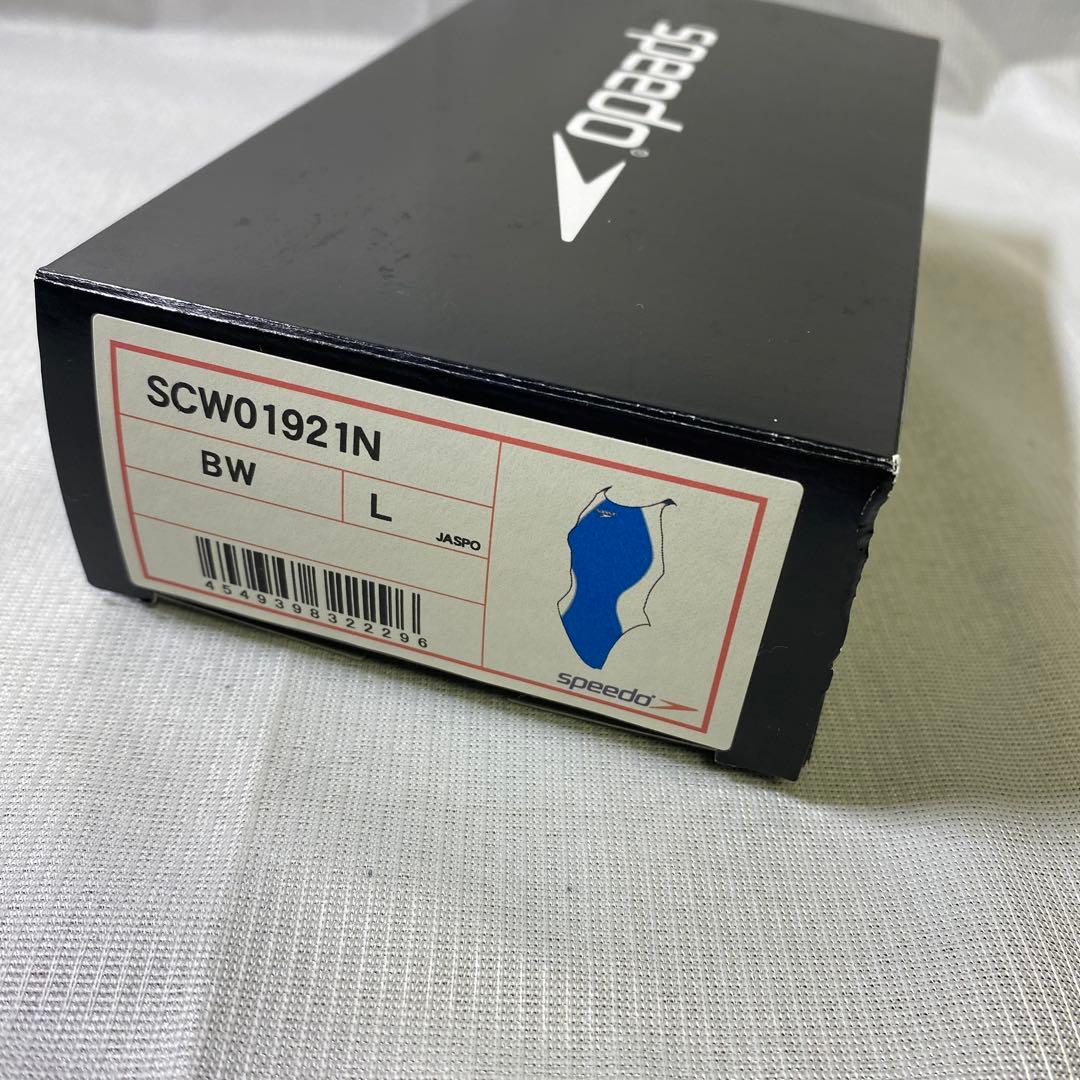 speedo®
SCW01921N
BW
L
JASPO
4549398322296
speedo